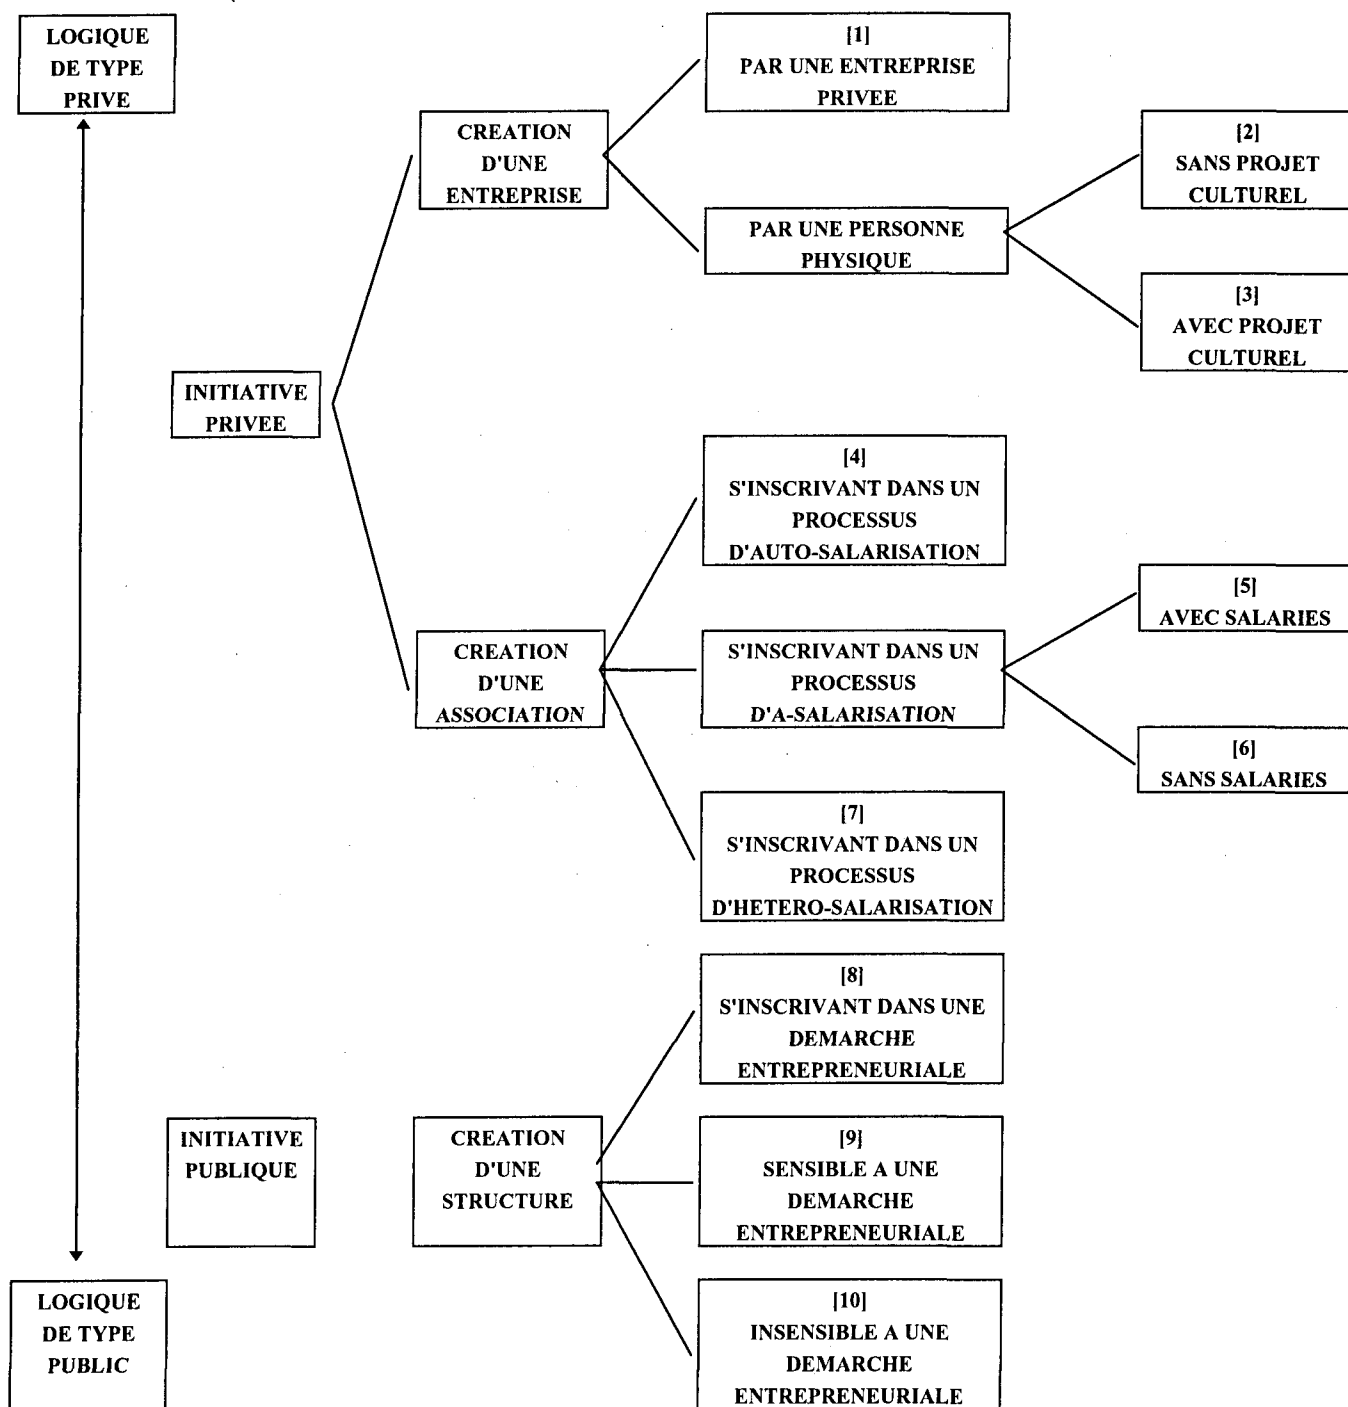 LOGIQUE
DE TYPE
PRIVE
[1]
PAR UNE ENTREPRISE
PRIVEE
CREATION
D'UNE
ENTREPRISE
[2]
SANS PROJET
CULTUREL
PAR UNE PERSONNE
PHYSIQUE
[3]
AVEC PROJET
CULTUREL
INITIATIVE
PRIVEE
[4]
S'INSCRIVANT DANS UN
PROCESSUS
D'AUTO-SALARISATION
[5]
AVEC SALARIES
CREATION
D'UNE
ASSOCIATION
S'INSCRIVANT DANS UN
PROCESSUS
D'A-SALARISATION
[6]
SANS SALARIES
[7]
S'INSCRIVANT DANS UN
PROCESSUS
D'HETERO-SALARISATION
[8]
S'INSCRIVANT DANS UNE
DEMARCHE
ENTREPRENEURIALE
INITIATIVE
PUBLIQUE
CREATION
D'UNE
STRUCTURE
[9]
SENSIBLE A UNE
DEMARCHE
ENTREPRENEURIALE
LOGIQUE
DE TYPE
PUBLIC
[10]
INSENSIBLE A UNE
DEMARCHE
ENTREPRENEURIALE